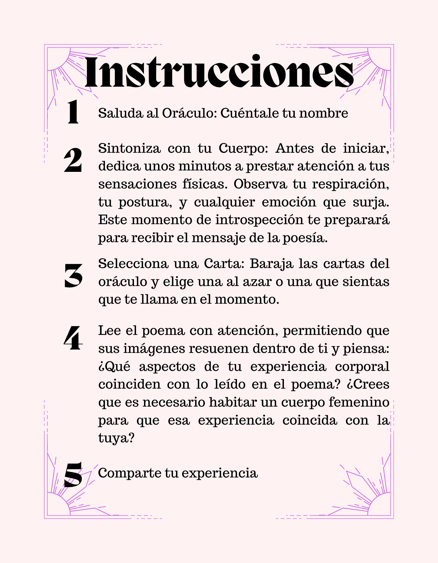 Instrucciones
1 Saluda al Oráculo: Cuéntale tu nombre
2 Sintoniza con tu Cuerpo: Antes de iniciar,
dedica unos minutos a prestar atención a tus
sensaciones físicas. Observa tu respiración,
tu postura, y cualquier emoción que surja.
Este momento de introspección te preparará
para recibir el mensaje de la poesía.
3 Selecciona una Carta: Baraja las cartas del
oráculo y elige una al azar o una que sientas
que te llama en el momento.
4 Lee el poema con atención, permitiendo que
sus imágenes resuenen dentro de ti y piensa:
¿Qué aspectos de tu experiencia corporal
coinciden con lo leído en el poema? ¿Crees
que es necesario habitar un cuerpo femenino
para que esa experiencia coincida con la
tuya?
5 Comparte tu experiencia